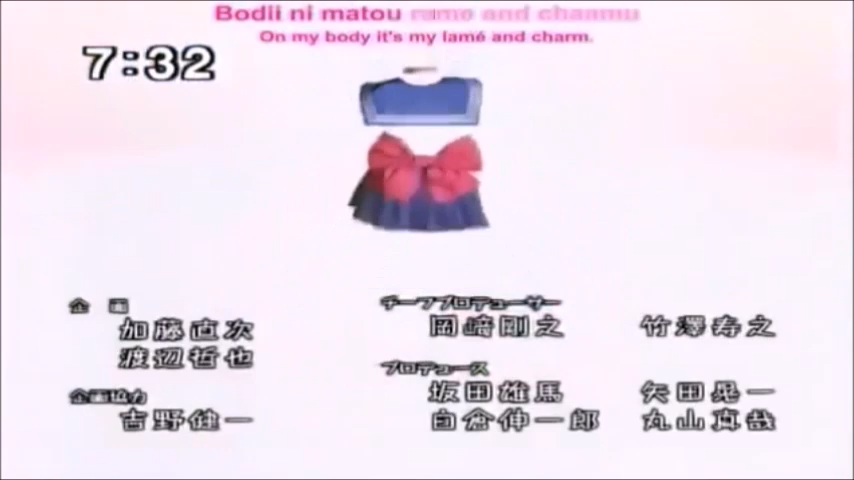 Bodii ni matou rame and chaamu
On my body it's my lamé and charm.
7:32
企画
加藤直次
渡辺哲也
企画協力
吉野健一
チーフプロデューサー
岡﨑剛之 竹澤寿之
プロデュース
坂田雄馬 矢田晃一
白倉伸一郎 丸山真哉